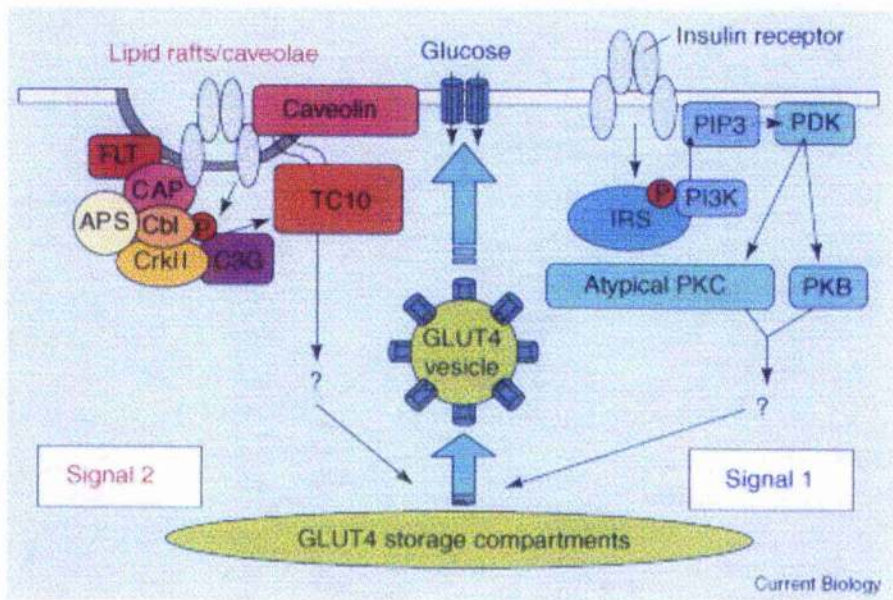 Lipid rafts/caveolae
Glucose
Insulin receptor
Caveolin
PIP3
PDK
FLT
CAP
TC10
P
PI3K
APS
Cbl
P
IRS
CrkII
C3G
Atypical PKC
PKB
GLUT4
vesicle
?
?
Signal 2
Signal 1
GLUT4 storage compartments
Current Biology